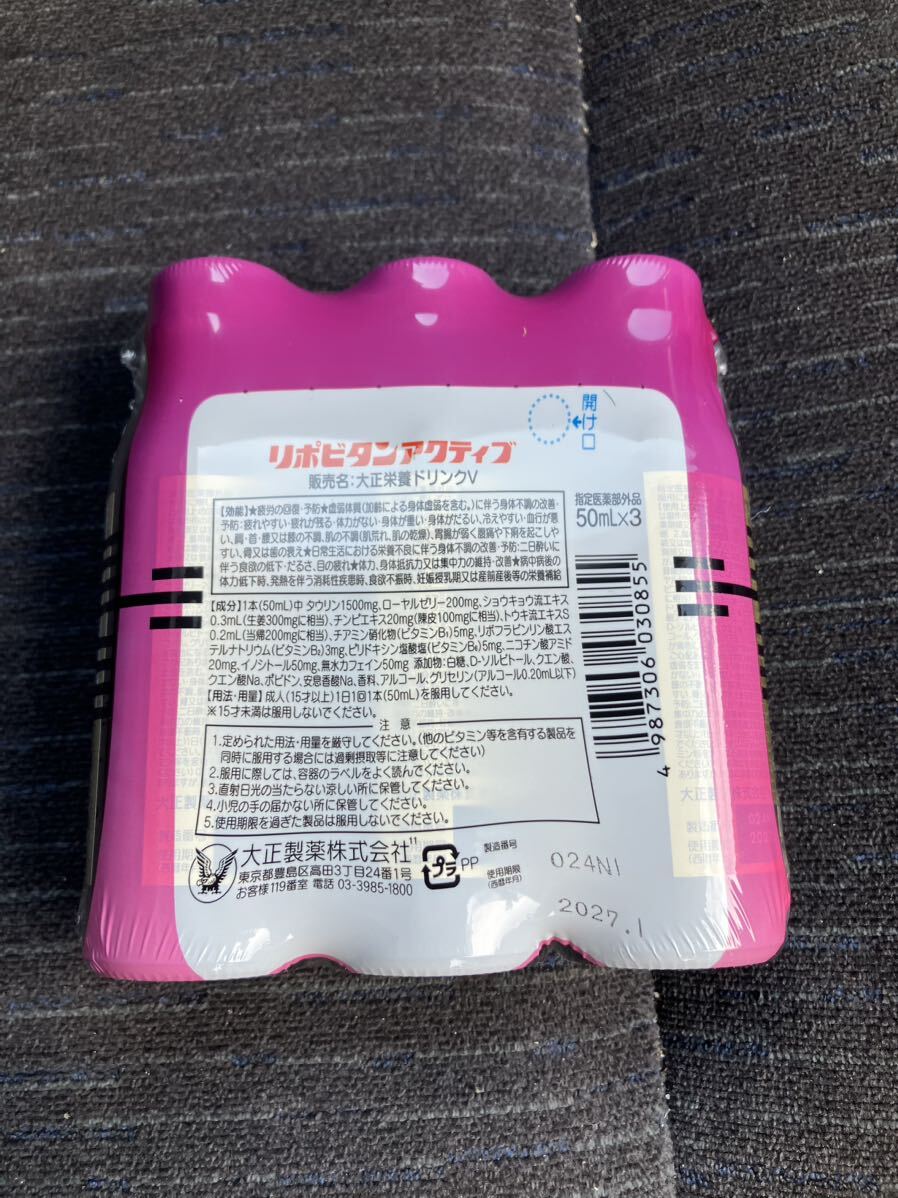 開け口
リポビタンアクティブ
販売名:大正栄養ドリンクV
指定医薬部外品
50mL×3
【効能】★疲労の回復・予防★虚弱体質(加齢による身体虚弱を含む。)に伴う身体不調の改善・
予防:疲れやすい・疲れが残る・体力がない・身が重い・身体がだるい、冷えやすい・血行が悪
い、肩・首・腰又は膝の不調、肌の不調(肌荒れ、肌の乾燥)、胃腸が弱く腹痛や下痢を起こしや
すい、骨又は歯の衰え★日常生活における栄養不良に伴う身体不調の改善・予防:二日酔いに
伴う食欲の低下・だるさ、目の疲れ★体力、身体抵抗力又は集中力の維持・改善★病中病後の
体力低下時、発熱を伴う消耗性疾患時、食欲不振時、妊娠授乳期又は産前産後等の栄養補給
【成分】1本(50mL)中 タウリン1500mg、ローヤルゼリー200mg、ショウキョウ流エキス
0.3mL(生姜300mgに相当)、チンピエキス20mg(陳皮100mgに相当)、トウキ流エキスS
0.2mL(当帰200mgに相当)、チアミン硝化物(ビタミンB₁)5mg、リボフラビンリン酸エス
テルナトリウム(ビタミンB₂)3mg、ピリドキシン塩酸塩(ビタミンB₆)5mg、ニコチン酸アミド
20mg、イノシトール50mg、無水カフェイン50mg 添加物:白糖、D-ソルビトール、クエン酸、
クエン酸Na、ポビドン、安息香酸Na、香料、アルコール、グリセリン(アルコール0.20mL以下)
【用法・用量】成人(15才以上)1日1回1本(50mL)を服用してください。
※15才未満は服用しないでください。
注意
1.定められた用法・用量を厳守してください。(他のビタミン等を含有する製品を
同時に服用する場合には過剰摂取等に注意してください)
2.服用に際しては、容器のラベルをよく読んでください。
3.直射日光の当たらない涼しい所に保管してください。
4.小児の手の届かない所に保管してください。
5.使用期限を過ぎた製品は服用しないでください。
4 987306 030855
大正製薬株式会社 11
東京都豊島区高田3丁目24番1号
お客様119番室 電話 03-3985-1800
プラ PP
製造番号
024N1
使用期限
(西暦年月)
2027.1